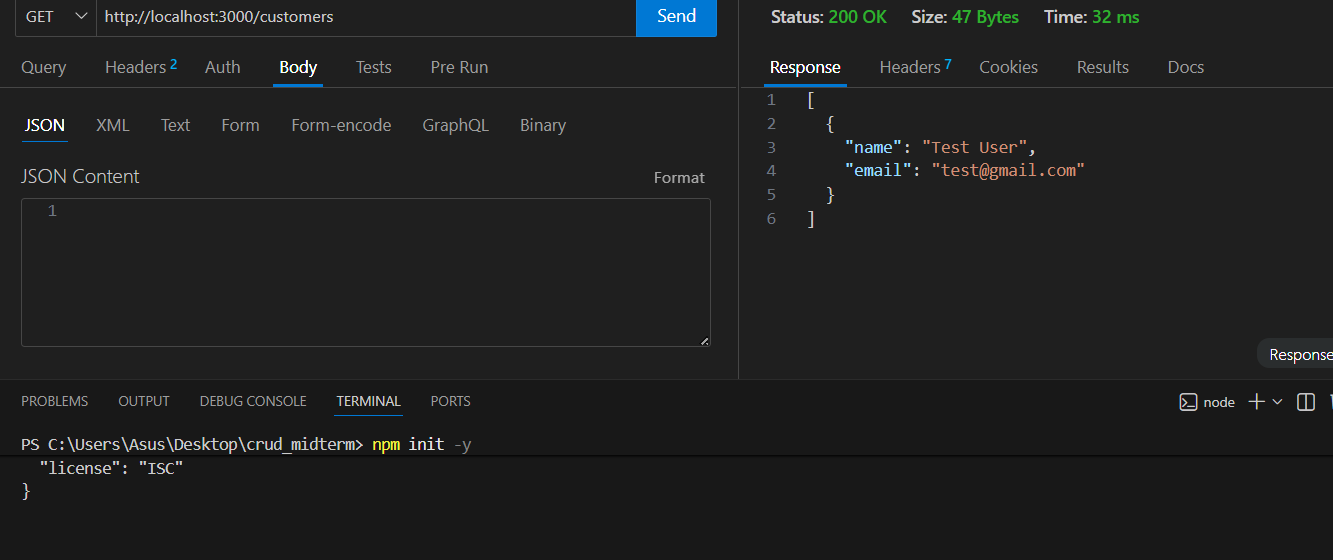 GET http://localhost:3000/customers Send
Query Headers 2 Auth Body Tests Pre Run
JSON XML Text Form Form-encode GraphQL Binary
JSON Content Format
1
Status: 200 OK Size: 47 Bytes Time: 32 ms
Response Headers 7 Cookies Results Docs
1 [
2 {
3 "name": "Test User",
4 "email": "test@gmail.com"
5 }
6 ]
Response
PROBLEMS OUTPUT DEBUG CONSOLE TERMINAL PORTS node
PS C:\Users\Asus\Desktop\crud_midterm> npm init -y
"license": "ISC"
}